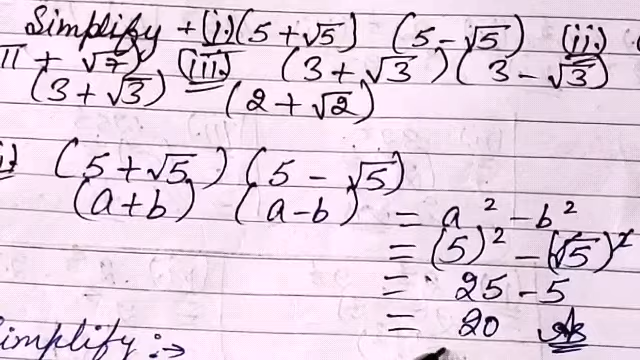 Simplify + (i) (5 + √5) (5 - √5) (ii)
π + √7) (iii) (3 + √3) (3 - √3)
(3 + √3) (2 + √2)
(5 + √5) (5 - √5)
(a+b) (a-b) = a² - b²
= (5)² - (√5)²
= 25 - 5
= 20 Ans
Simplify :→